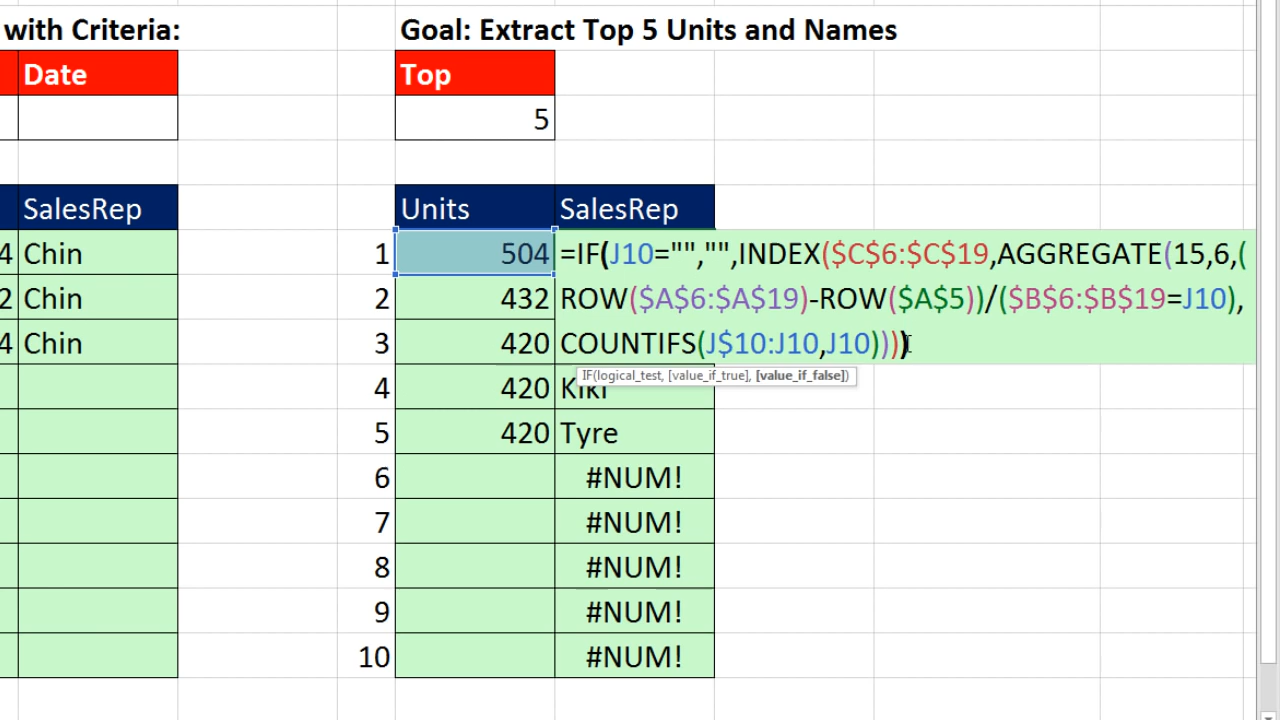 with Criteria:
Goal: Extract Top 5 Units and Names
Date
Top
5
SalesRep
Units
SalesRep
4
Chin
1
504
=IF(J10="","",INDEX($C$6:$C$19,AGGREGATE(15,6,(
2
Chin
2
432
ROW($A$6:$A$19)-ROW($A$5))/($B$6:$B$19=J10),
4
Chin
3
420
COUNTIFS(J$10:J10,J10))))
IF(logical_test, [value_if_true], [value_if_false])
4
420
Kiki
5
420
Tyre
6
#NUM!
7
#NUM!
8
#NUM!
9
#NUM!
10
#NUM!